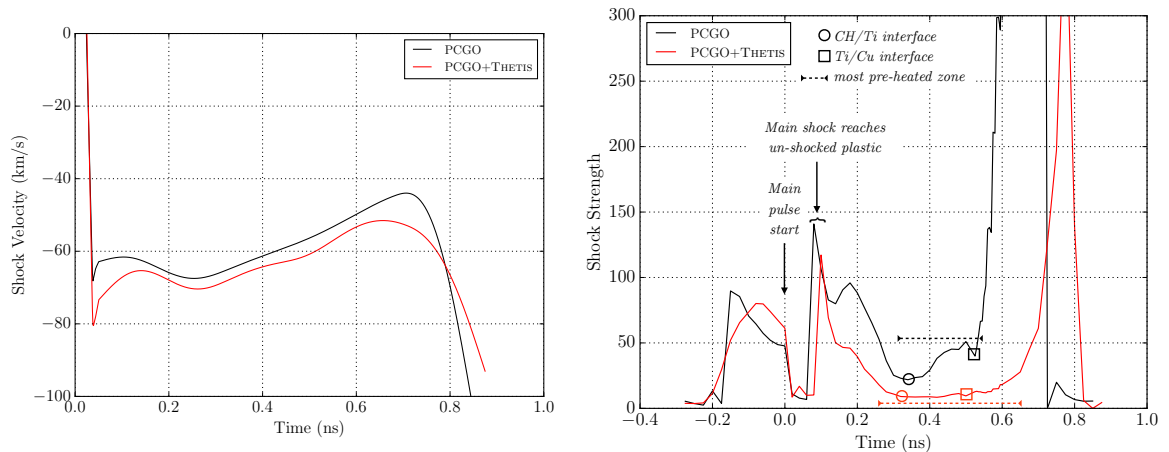 0
−20
−40
−60
−80
−100
Shock Velocity (km/s)
PCGO
PCGO+THETIS
0.0 0.2 0.4 0.6 0.8 1.0
Time (ns)
300
250
200
150
100
50
0
Shock Strength
PCGO
PCGO+THETIS
CH/Ti interface
Ti/Cu interface
most pre-heated zone
Main shock reaches
un-shocked plastic
Main
pulse
start
−0.4 −0.2 0.0 0.2 0.4 0.6 0.8 1.0
Time (ns)